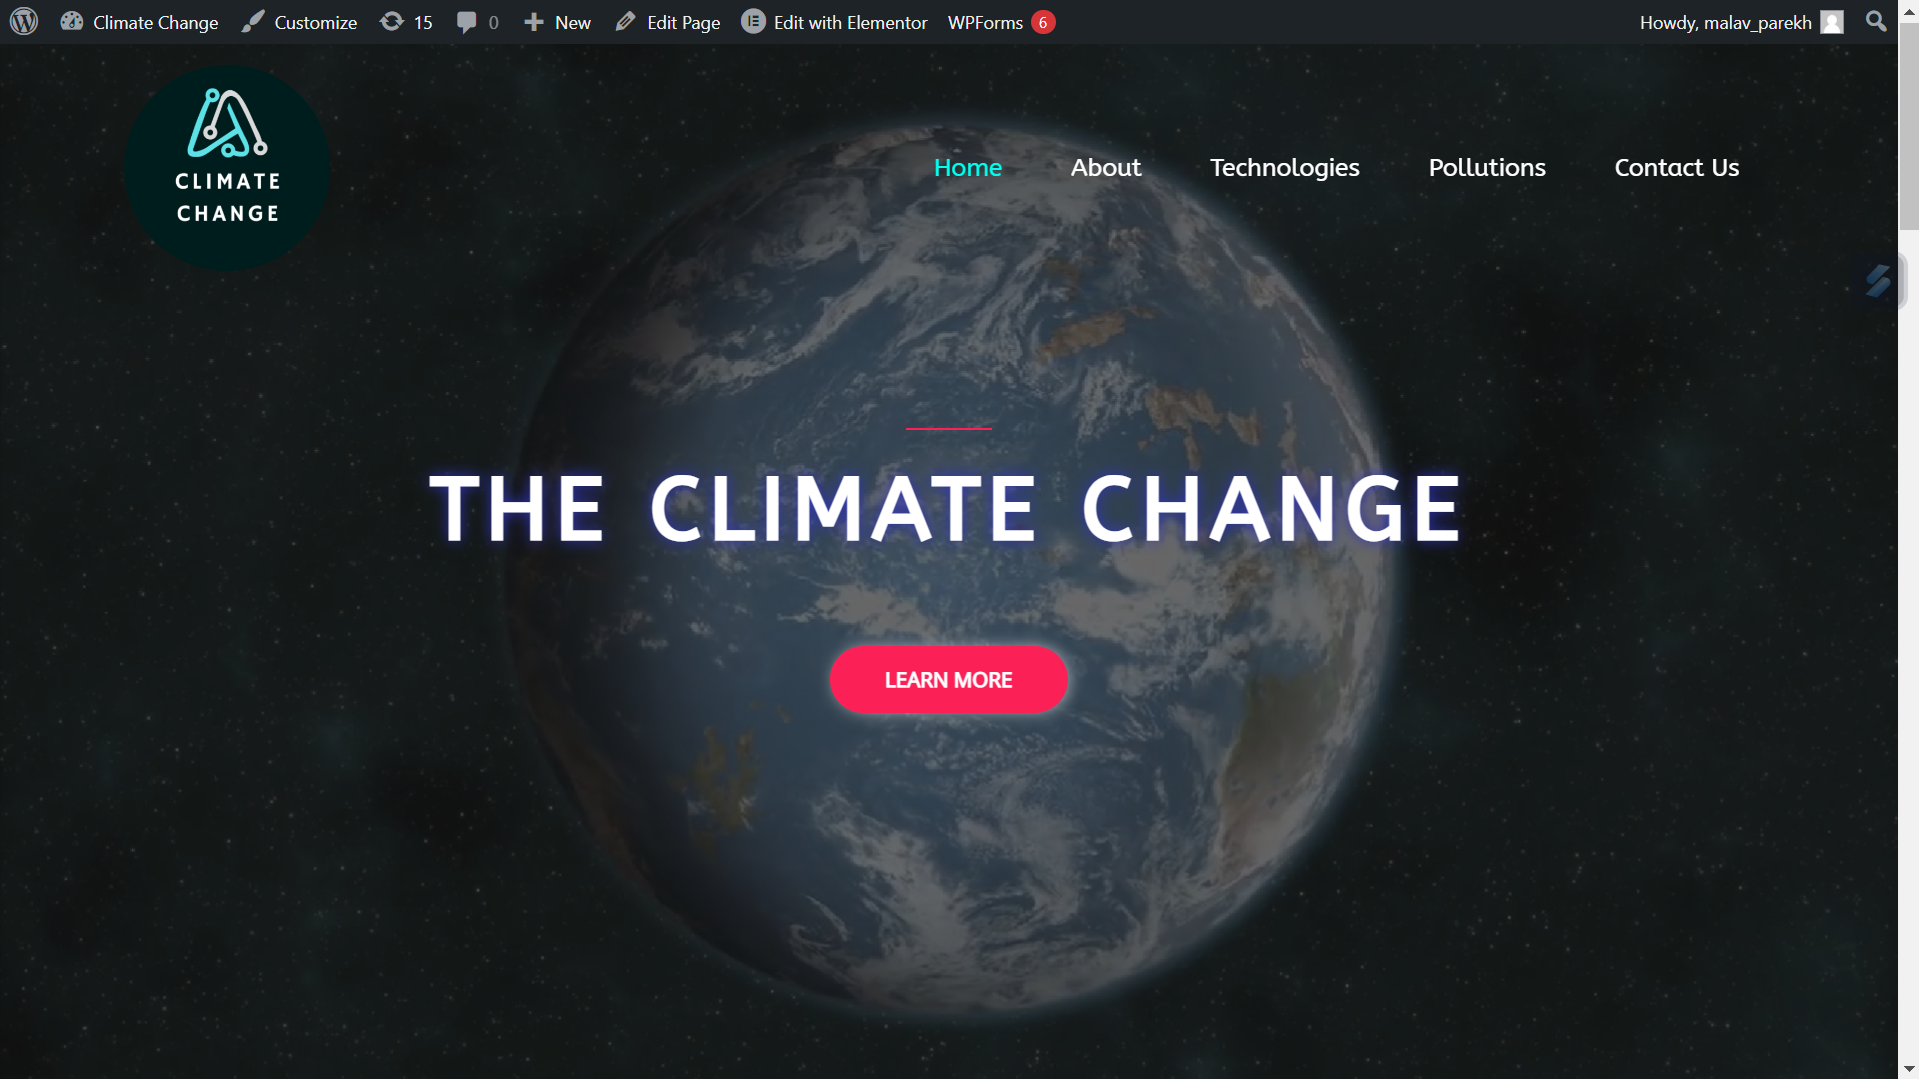 Climate Change Customize 15 0 New Edit Page Edit with Elementor WPForms 6 Howdy, malav_parekh
CLIMATE
CHANGE
Home About Technologies Pollutions Contact Us
THE CLIMATE CHANGE
LEARN MORE